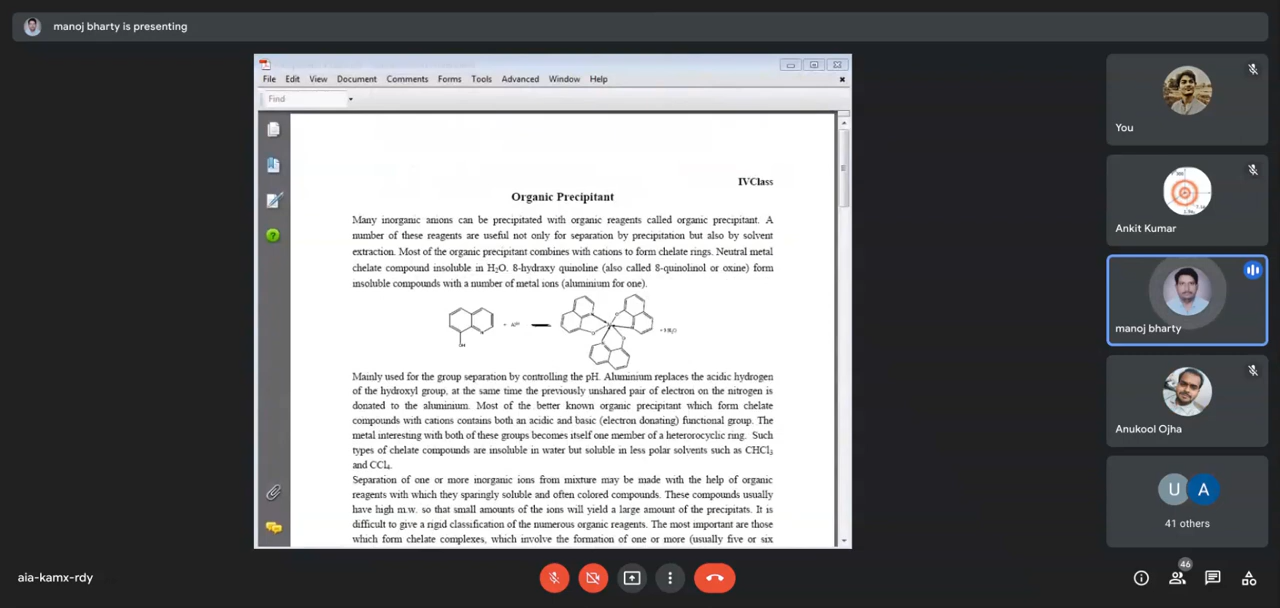 manoj bharty is presenting
File Edit View Document Comments Forms Tools Advanced Window Help
Find
IVClass
Organic Precipitant
Many inorganic anions can be precipitated with organic reagents called organic precipitant. A
number of these reagents are useful not only for separation by precipitation but also by solvent
extraction. Most of the organic precipitant combines with cations to form chelate rings. Neutral metal
chelate compound insoluble in H₂O. 8-hydraxy quinoline (also called 8-quinolinol or oxine) form
insoluble compounds with a number of metal ions (aluminium for one).
OH
Mainly used for the group separation by controlling the pH. Aluminium replaces the acidic hydrogen
of the hydroxyl group, at the same time the previously unshared pair of electron on the nitrogen is
donated to the aluminium. Most of the better known organic precipitant which form chelate
compounds with cations contains both an acidic and basic (electron donating) functional group. The
metal interesting with both of these groups becomes itself one member of a heterorocyclic ring. Such
types of chelate compounds are insoluble in water but soluble in less polar solvents such as CHCl₃
and CCl₄.
Separation of one or more inorganic ions from mixture may be made with the help of organic
reagents with which they sparingly soluble and often colored compounds. These compounds usually
have high m.w. so that small amounts of the ions will yield a large amount of the precipitats. It is
difficult to give a rigid classification of the numerous organic reagents. The most important are those
which form chelate complexes, which involve the formation of one or more (usually five or six
You
Ankit Kumar
manoj bharty
Anukool Ojha
U A
41 others
aia-kamx-rdy
46